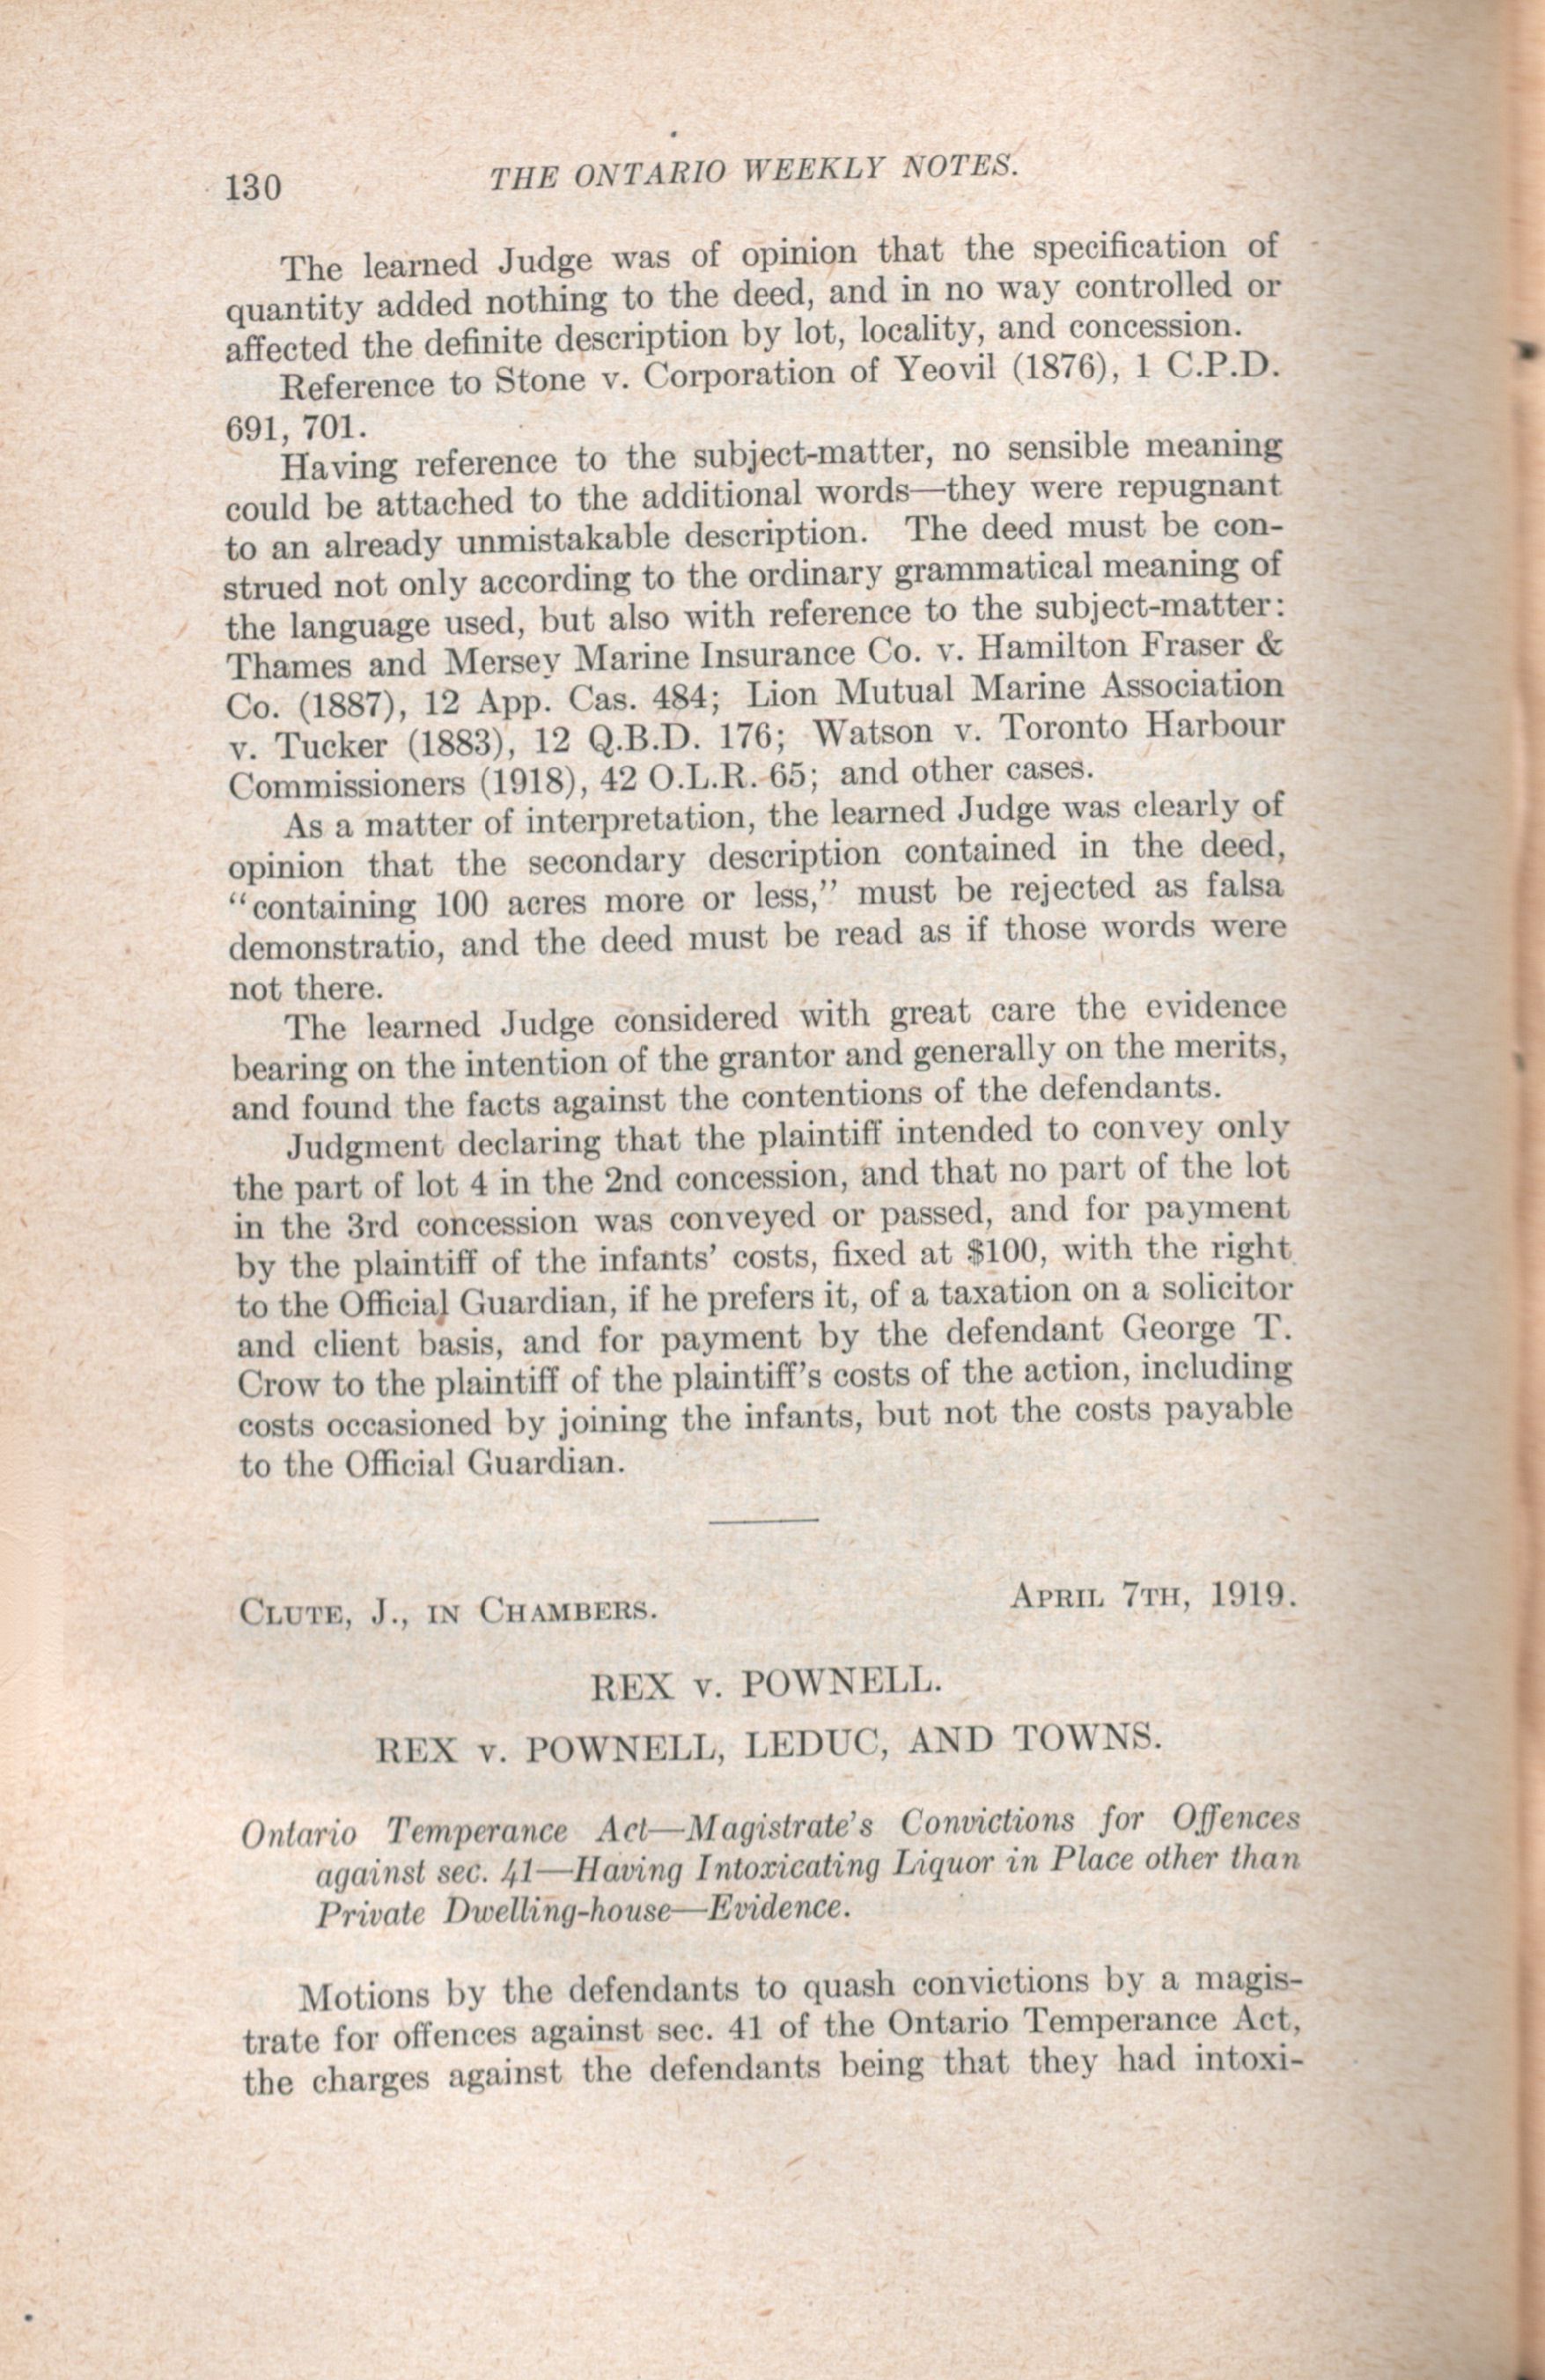 130
THE ONTARIO WEEKLY NOTES.
The learned Judge was of opinion that the specification of
quantity added nothing to the deed, and in no way controlled or
affected the definite description by lot, locality, and concession.
Reference to Stone v. Corporation of Yeovil (1876), 1 C.P.D.
691, 701.
Having reference to the subject-matter, no sensible meaning
could be attached to the additional words—they were repugnant
to an already unmistakable description. The deed must be con-
strued not only according to the ordinary grammatical meaning of
the language used, but also with reference to the subject-matter:
Thames and Mersey Marine Insurance Co. v. Hamilton Fraser &
Co. (1887), 12 App. Cas. 484; Lion Mutual Marine Association
v. Tucker (1883), 12 Q.B.D. 176; Watson v. Toronto Harbour
Commissioners (1918), 42 O.L.R. 65; and other cases.
As a matter of interpretation, the learned Judge was clearly of
opinion that the secondary description contained in the deed,
“containing 100 acres more or less,” must be rejected as falsa
demonstratio, and the deed must be read as if those words were
not there.
The learned Judge considered with great care the evidence
bearing on the intention of the grantor and generally on the merits,
and found the facts against the contentions of the defendants.
Judgment declaring that the plaintiff intended to convey only
the part of lot 4 in the 2nd concession, and that no part of the lot
in the 3rd concession was conveyed or passed, and for payment
by the plaintiff of the infants’ costs, fixed at $100, with the right
to the Official Guardian, if he prefers it, of a taxation on a solicitor
and client basis, and for payment by the defendant George T.
Crow to the plaintiff of the plaintiff’s costs of the action, including
costs occasioned by joining the infants, but not the costs payable
to the Official Guardian.
CLUTE, J., IN CHAMBERS.
APRIL 7TH, 1919.
REX v. POWNELL.
REX v. POWNELL, LEDUC, AND TOWNS.
Ontario Temperance Act—Magistrate’s Convictions for Offences
against sec. 41—Having Intoxicating Liquor in Place other than
Private Dwelling-house—Evidence.
Motions by the defendants to quash convictions by a magis-
trate for offences against sec. 41 of the Ontario Temperance Act,
the charges against the defendants being that they had intoxi-